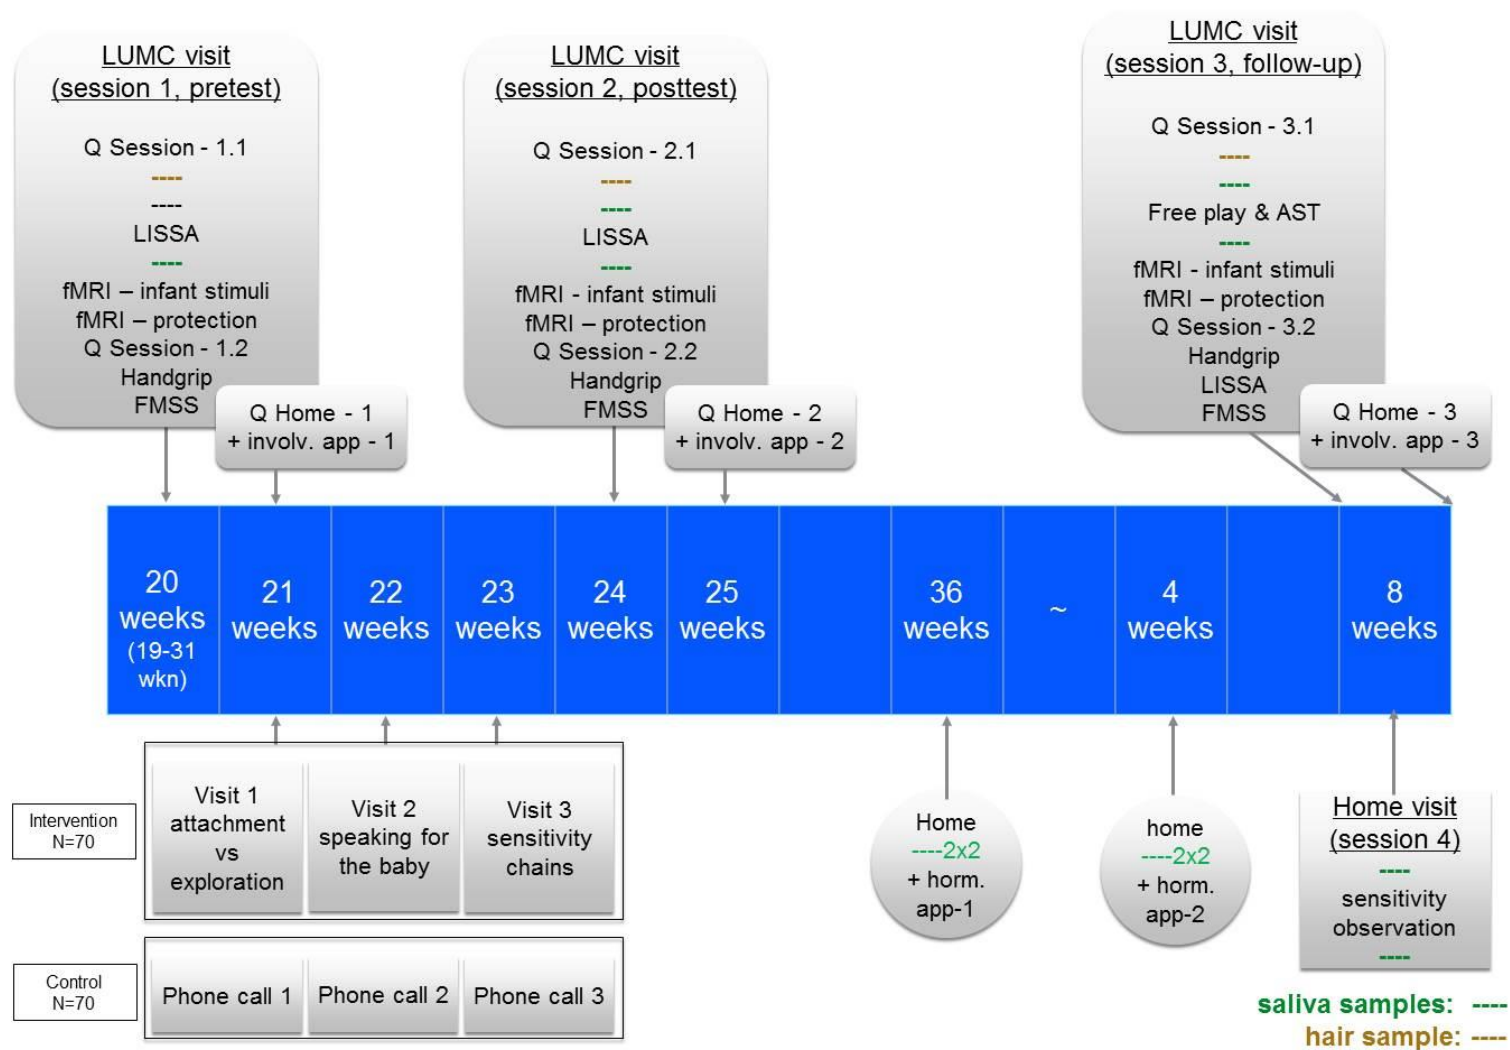 LUMC visit
(session 1, pretest)
Q Session - 1.1
----
----
LISSA
----
fMRI – infant stimuli
fMRI – protection
Q Session - 1.2
Handgrip
FMSS
Q Home - 1
+ involv. app - 1
LUMC visit
(session 2, posttest)
Q Session - 2.1
----
----
LISSA
----
fMRI - infant stimuli
fMRI – protection
Q Session - 2.2
Handgrip
FMSS
Q Home - 2
+ involv. app - 2
LUMC visit
(session 3, follow-up)
Q Session - 3.1
----
----
Free play & AST
----
fMRI - infant stimuli
fMRI – protection
Q Session - 3.2
Handgrip
LISSA
FMSS
Q Home - 3
+ involv. app - 3
20
weeks
(19-31
wkn)
21
weeks
22
weeks
23
weeks
24
weeks
25
weeks
36
weeks
~
4
weeks
8
weeks
Intervention
N=70
Visit 1
attachment
vs
exploration
Visit 2
speaking for
the baby
Visit 3
sensitivity
chains
Control
N=70
Phone call 1
Phone call 2
Phone call 3
Home
----2x2
+ horm.
app-1
home
----2x2
+ horm.
app-2
Home visit
(session 4)
----
sensitivity
observation
----
saliva samples: ----
hair sample: ----